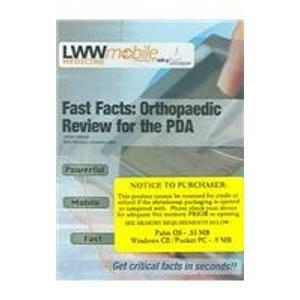 LWWmobile
MEDICINE
sky
Fast Facts: Orthopaedic
Review for the PDA
Powerful
Mobile
Fast
NOTICE TO PURCHASER:
This product cannot be returned for credit or
refund if the shrinkwrap packaging is opened
or tampered with. Please check your device
for adequate free memory PRIOR to opening.
SEE MEMORY REQUIREMENTS BELOW:
Palm OS - .53 MB
Windows CE/Pocket PC - .9 MB
Get critical facts in seconds!!